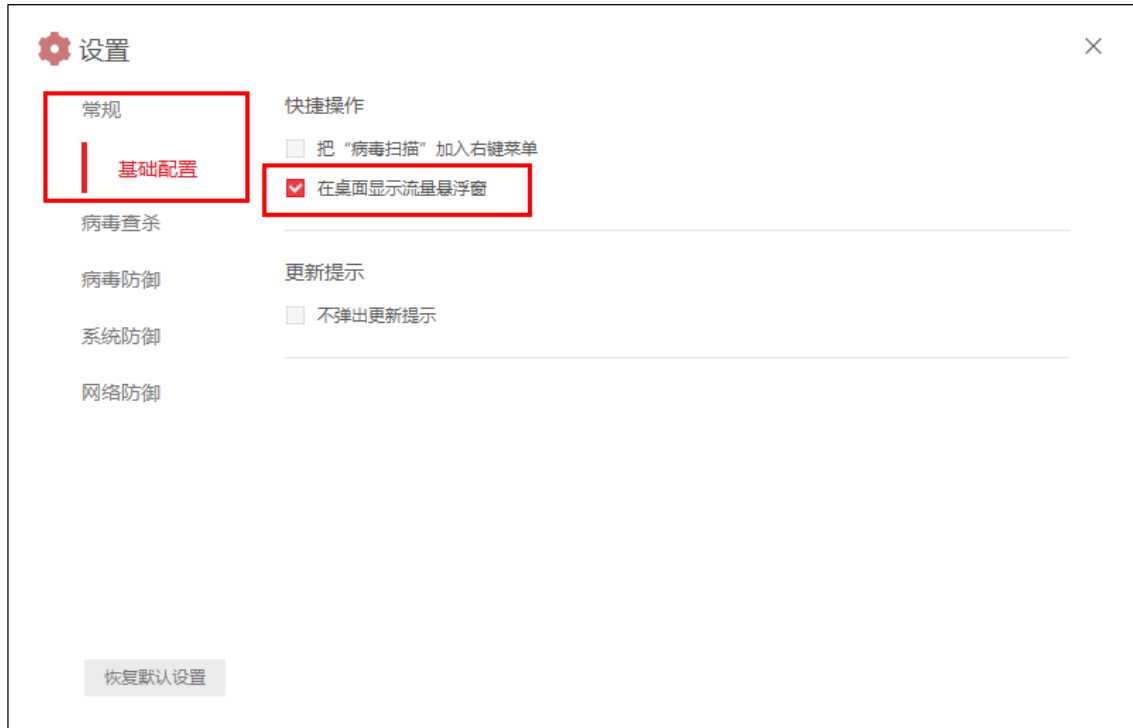 设置
常规
基础配置
病毒查杀
病毒防御
系统防御
网络防御
快捷操作
把“病毒扫描”加入右键菜单
在桌面显示流量悬浮窗
更新提示
不弹出更新提示
恢复默认设置